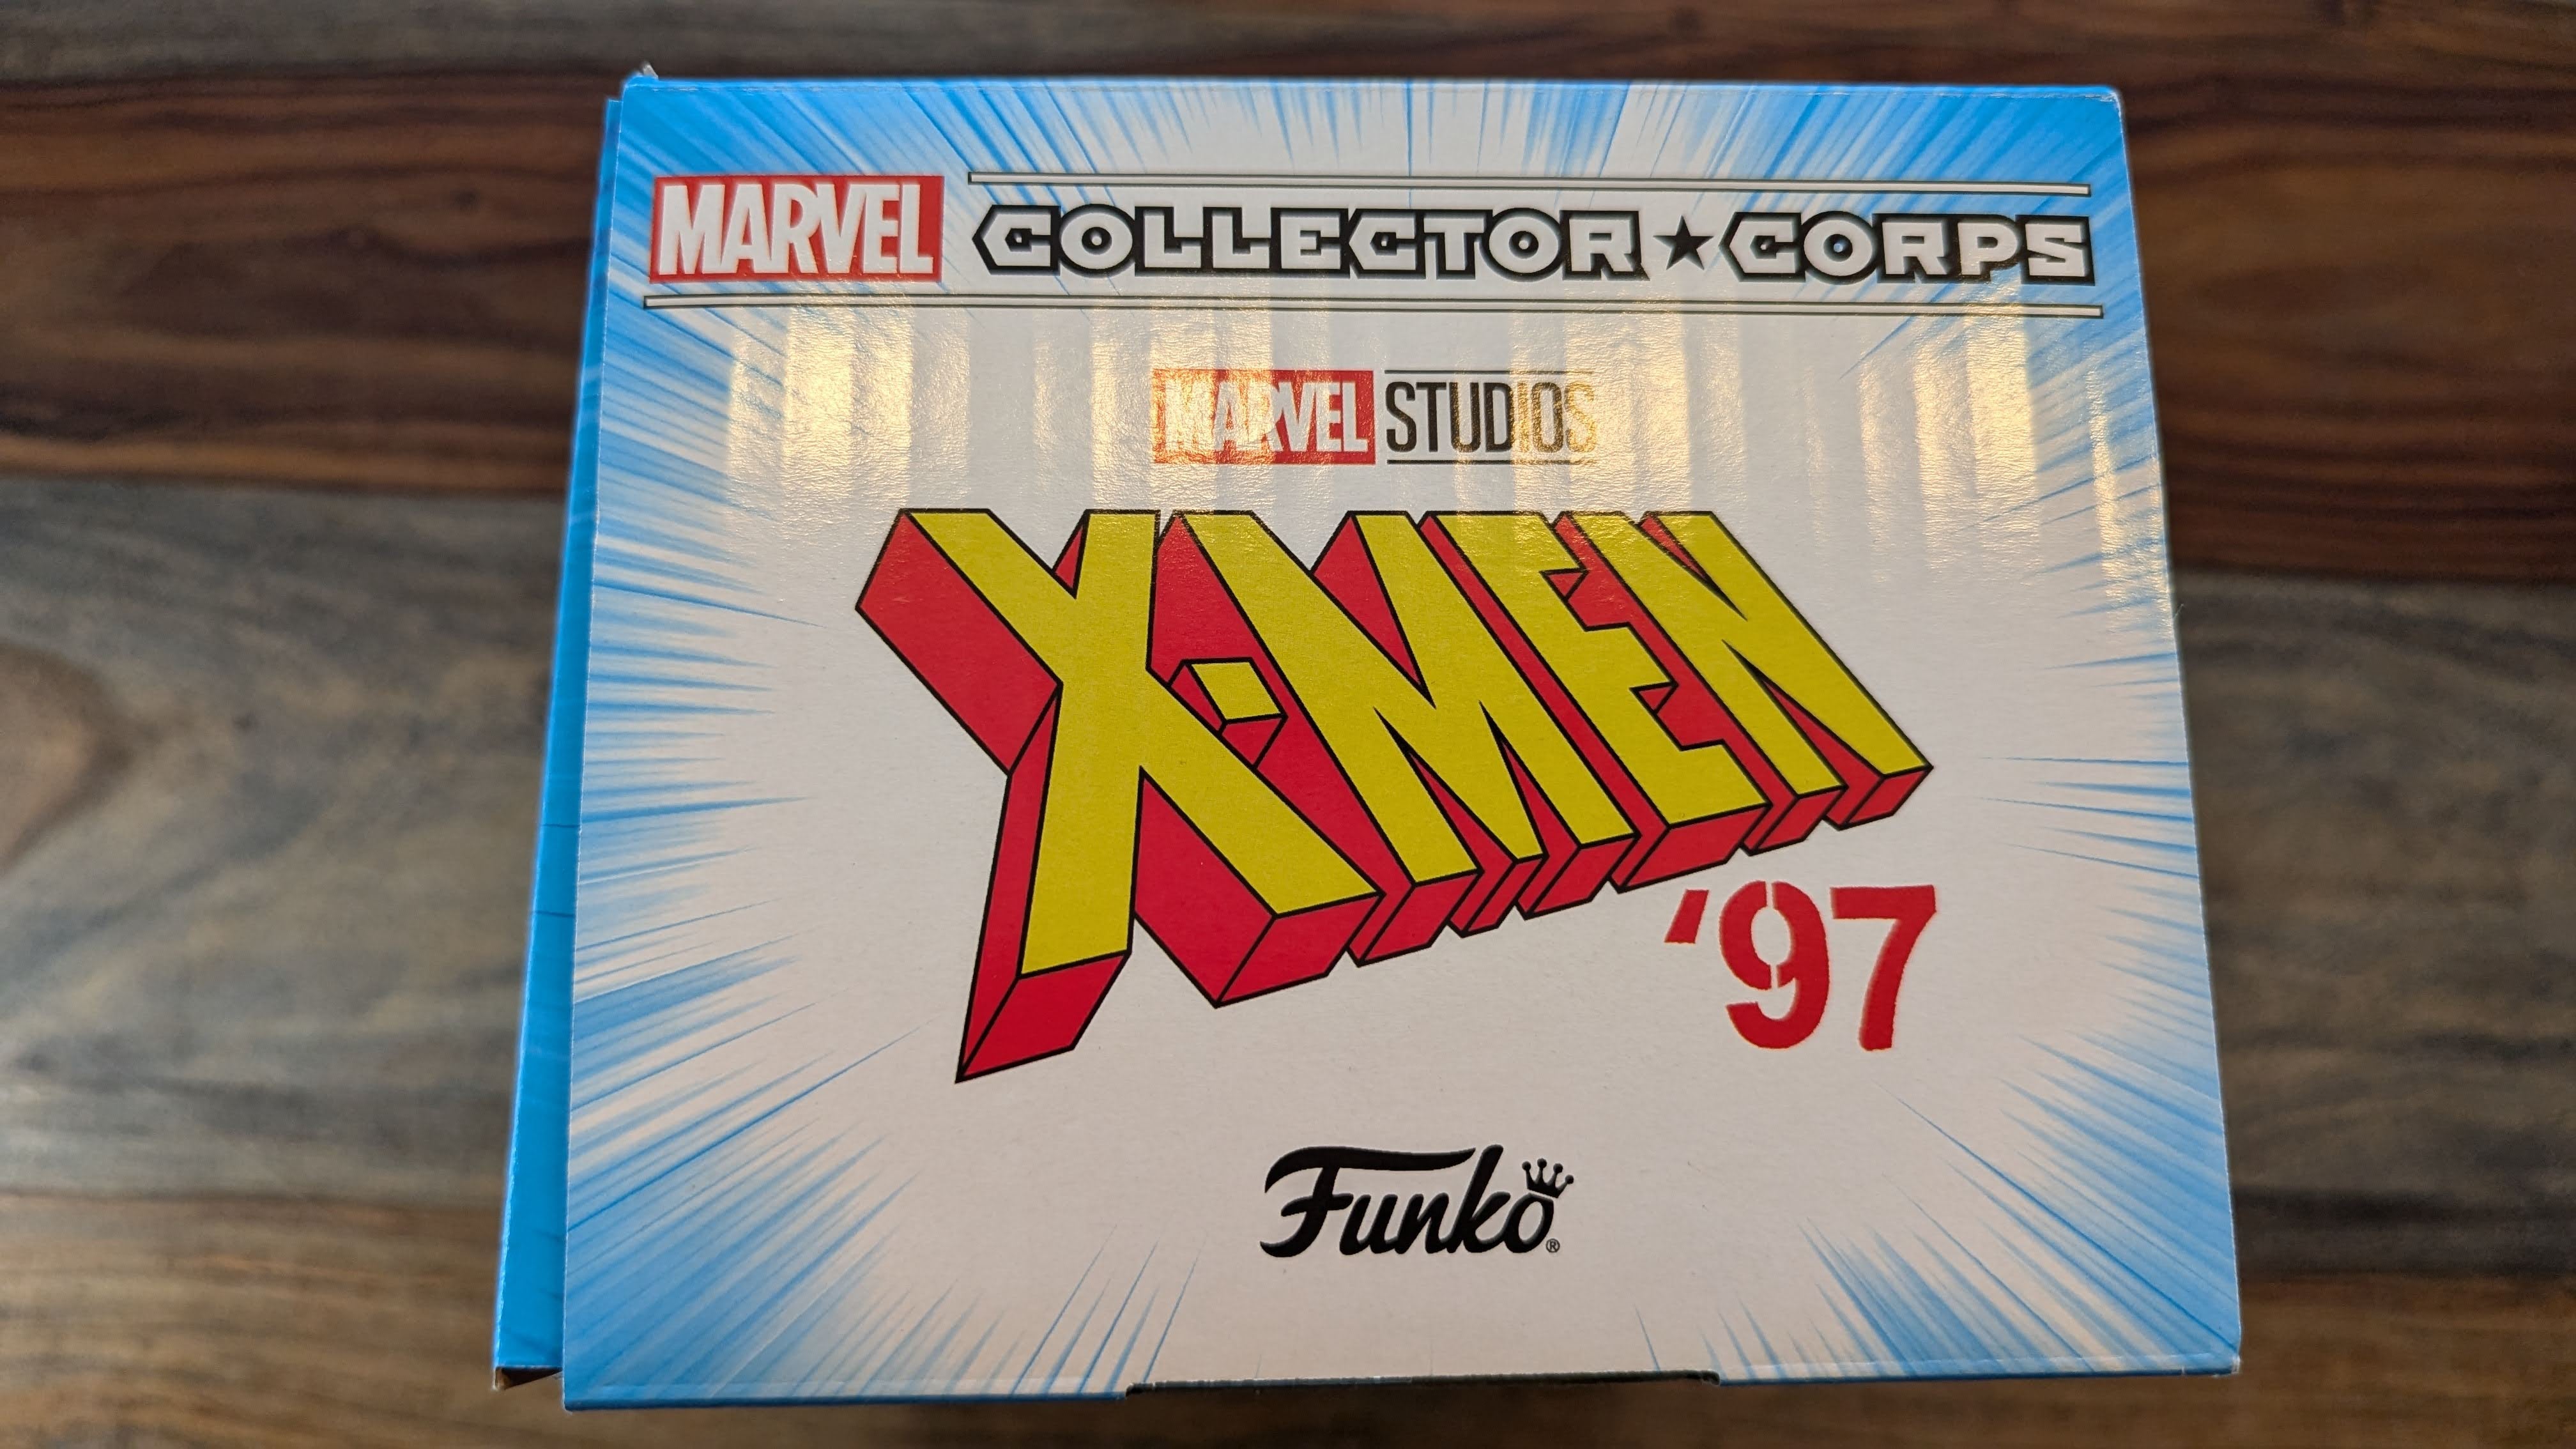 MARVEL COLLECTOR★CORPS
MARVEL STUDIOS
X-MEN
'97
Funko®